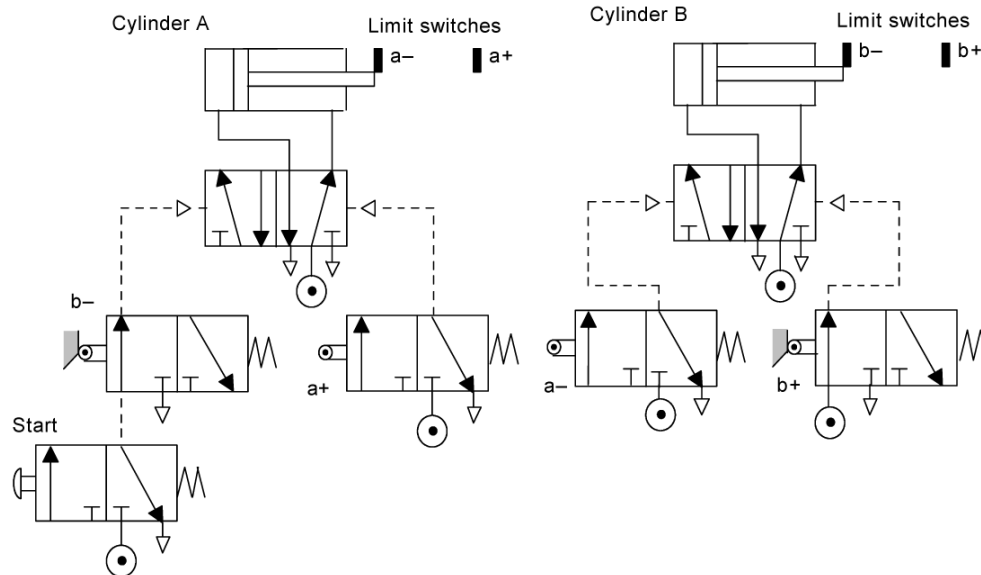 Cylinder A
Limit switches
a–
a+
Cylinder B
Limit switches
b–
b+
b–
a+
a–
b+
Start